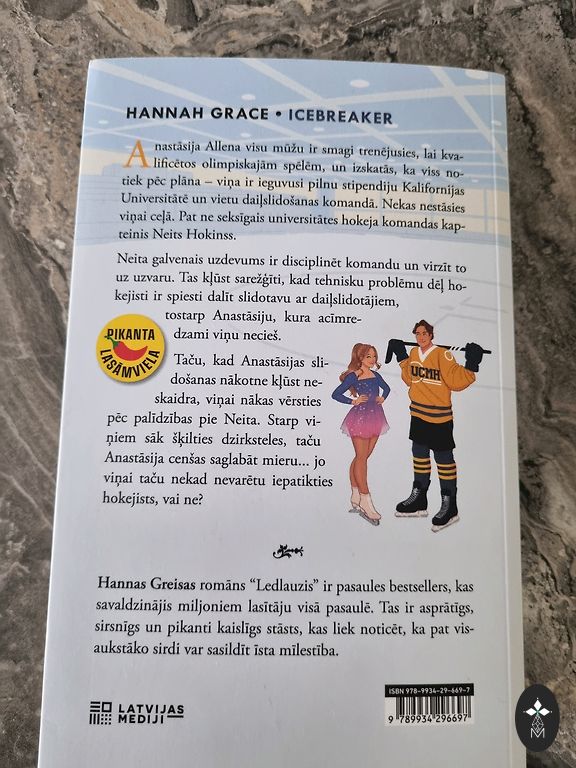 HANNAH GRACE • ICEBREAKER
Anastāsija Allena visu mūžu ir smagi trenējusies, lai kva-
lificētos olimpiskajām spēlēm, un izskatās, ka viss no-
tiek pēc plāna – viņa ir ieguvusi pilnu stipendiju Kalifornijas
Universitātē un vietu daiļslidošanas komandā. Nekas nestāsies
viņai ceļā. Pat ne seksīgais universitātes hokeja komandas kap-
teinis Neits Hokinss.
Neita galvenais uzdevums ir disciplinēt komandu un virzīt to
uz uzvaru. Tas kļūst sarežģīti, kad tehnisku problēmu dēļ ho-
kejisti ir spiesti dalīt slidotavu ar daiļslidotājiem,
tostarp Anastāsiju, kura acīmre-
dzami viņu necieš.
PIKANTA
LASĀMVIELA
Taču, kad Anastāsijas sli-
došanas nākotne kļūst ne-
skaidra, viņai nākas vērsties
pēc palīdzības pie Neita. Starp vi-
ņiem sāk šķilties dzirksteles, taču
Anastāsija cenšas saglabāt mieru... jo
viņai taču nekad nevarētu iepatikties
hokejists, vai ne?
UCMH
Hannas Greisas romāns “Ledlauzis” ir pasaules bestsellers, kas
savaldzinājis miljoniem lasītāju visā pasaulē. Tas ir asprātīgs,
sirsnīgs un pikanti kaislīgs stāsts, kas liek noticēt, ka pat vis-
aukstāko sirdi var sasildīt īsta mīlestība.
LATVIJAS
MEDIJI
ISBN 978-9934-29-669-7
9 789934 296697
M